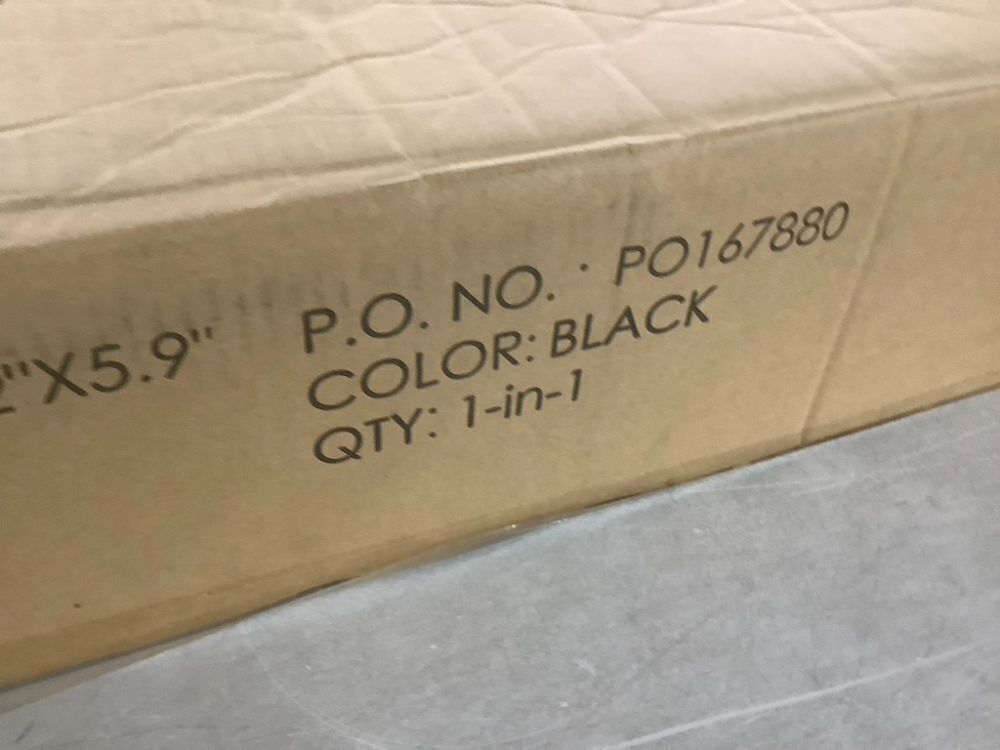 "X5.9"
P.O. NO. · PO167880
COLOR: BLACK
QTY: 1-in-1